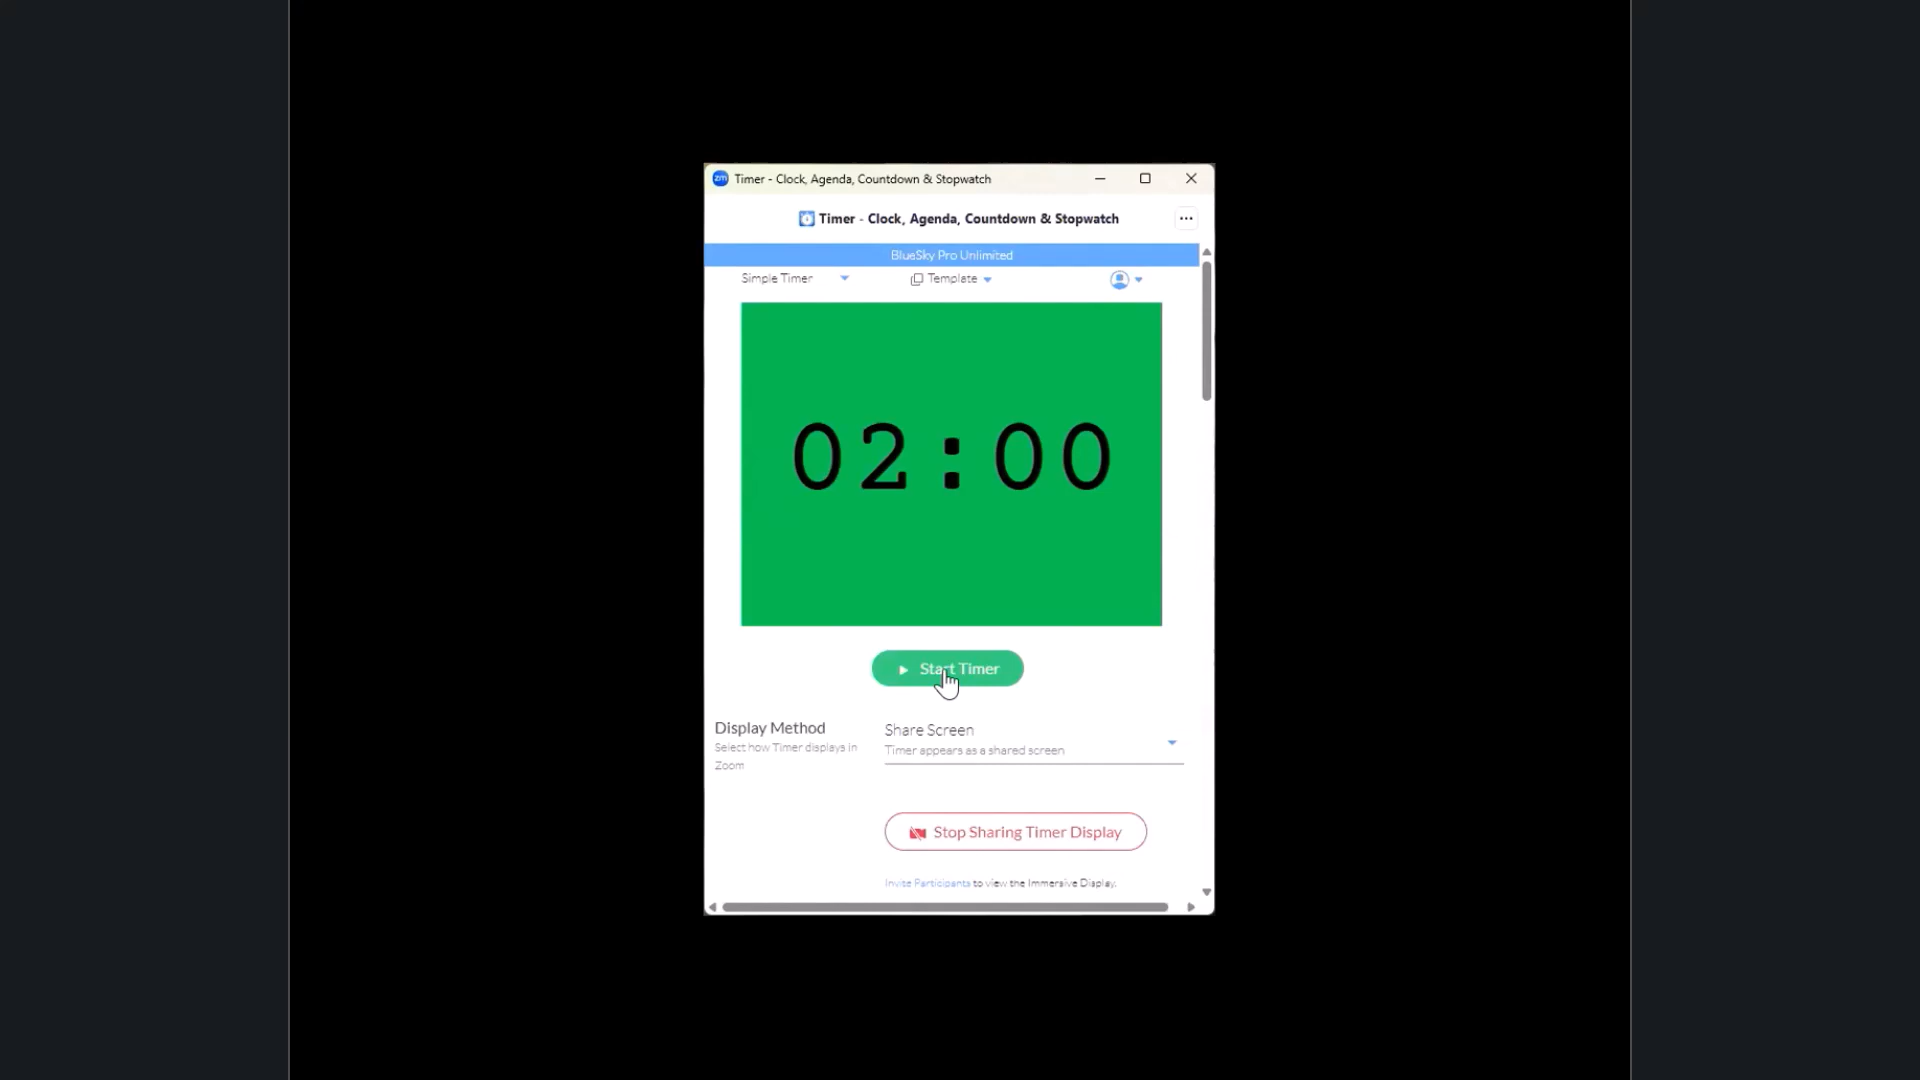 zm Timer - Clock, Agenda, Countdown & Stopwatch
Timer - Clock, Agenda, Countdown & Stopwatch
BlueSky Pro Unlimited
Simple Timer Template
02:00
Start Timer
Display Method
Select how Timer displays in
Zoom
Share Screen
Timer appears as a shared screen
Stop Sharing Timer Display
Invite Participants to view the Immersive Display.